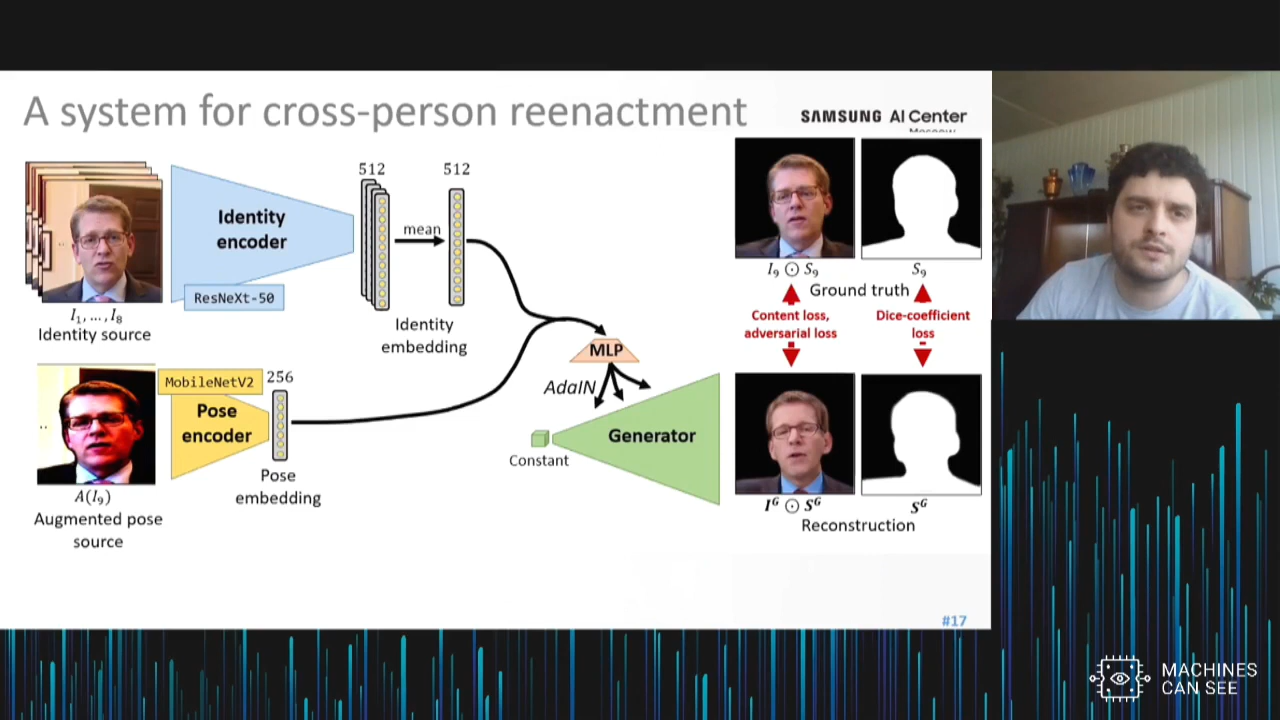 A system for cross-person reenactment
SAMSUNG AI Center
Moscow
512
512
Identity
encoder
mean
ResNeXt-50
I₁, …, I₈
Identity source
Identity
embedding
MobileNetV2
256
Pose
encoder
A(I₉)
Augmented pose
source
Pose
embedding
MLP
AdaIN
Constant
Generator
I₉ ⊙ S₉
S₉
Ground truth
Content loss,
adversarial loss
Dice-coefficient
loss
Iᴳ ⊙ Sᴳ
Sᴳ
Reconstruction
#17
MACHINES
CAN SEE